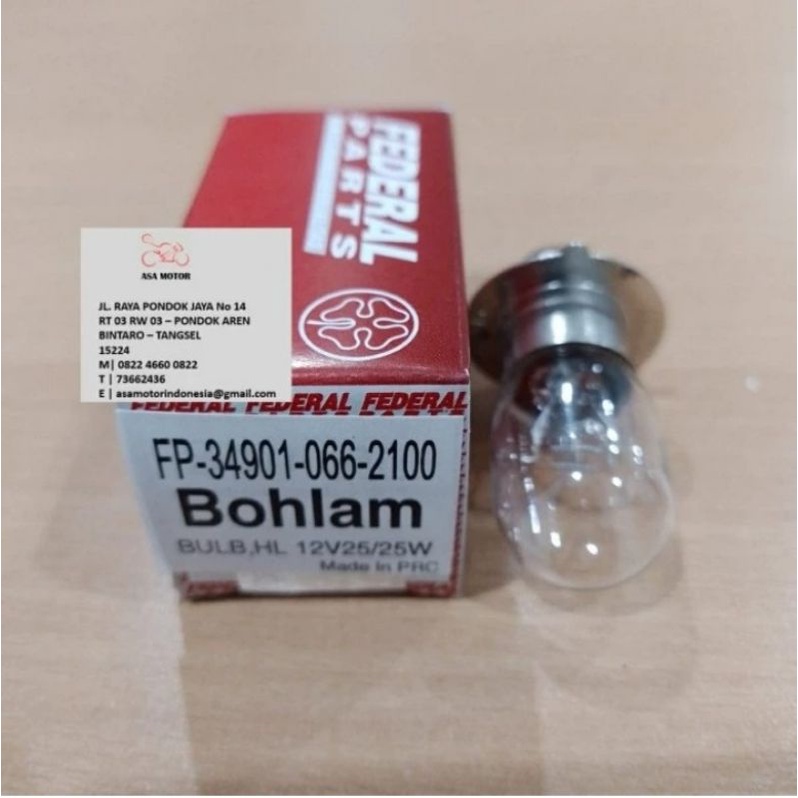 FEDERAL
PARTS
ASA MOTOR
JL. RAYA PONDOK JAYA No 14
RT 03 RW 03 – PONDOK AREN
BINTARO – TANGSEL
15224
M| 0822 4660 0822
T | 73662436
E | asamotorindonesia@gmail.com
FEDERAL FEDERAL FEDERAL
FP-34901-066-2100
Bohlam
BULB,HL 12V25/25W
Made In PRC